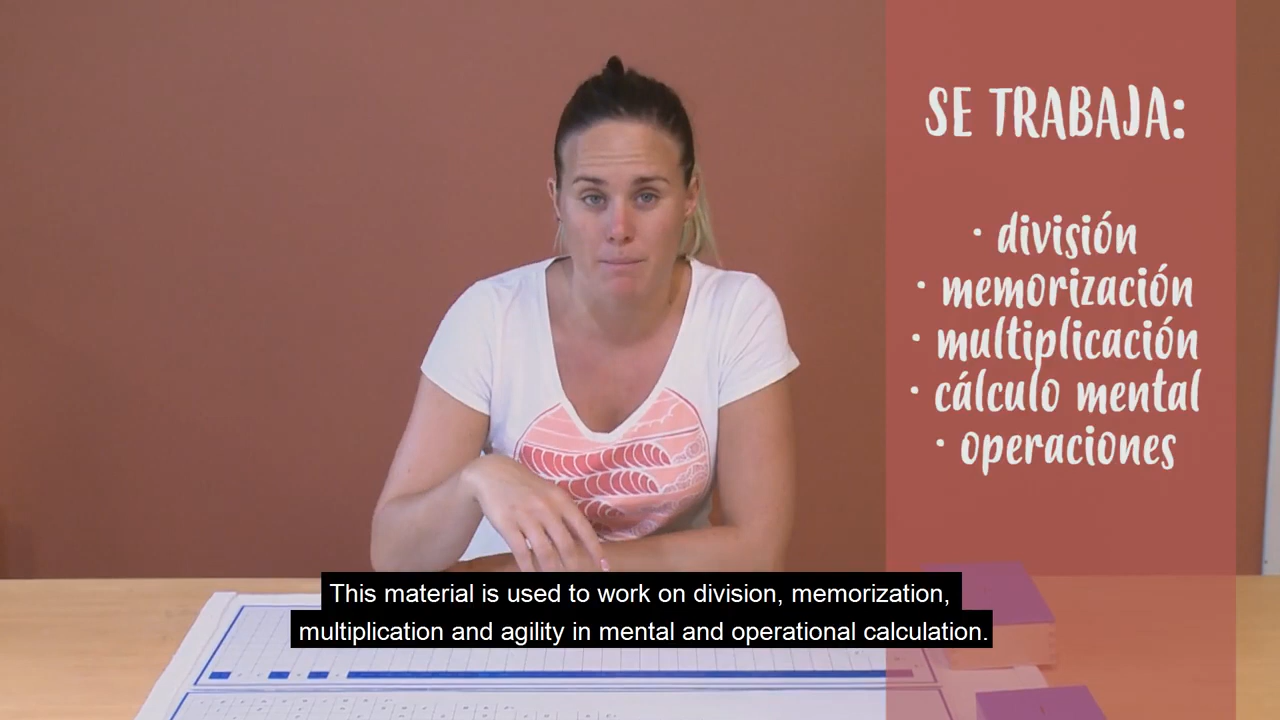 SE TRABAJA:
· división
· memorización
· multiplicación
· cálculo mental
· operaciones
This material is used to work on division, memorization,
multiplication and agility in mental and operational calculation.